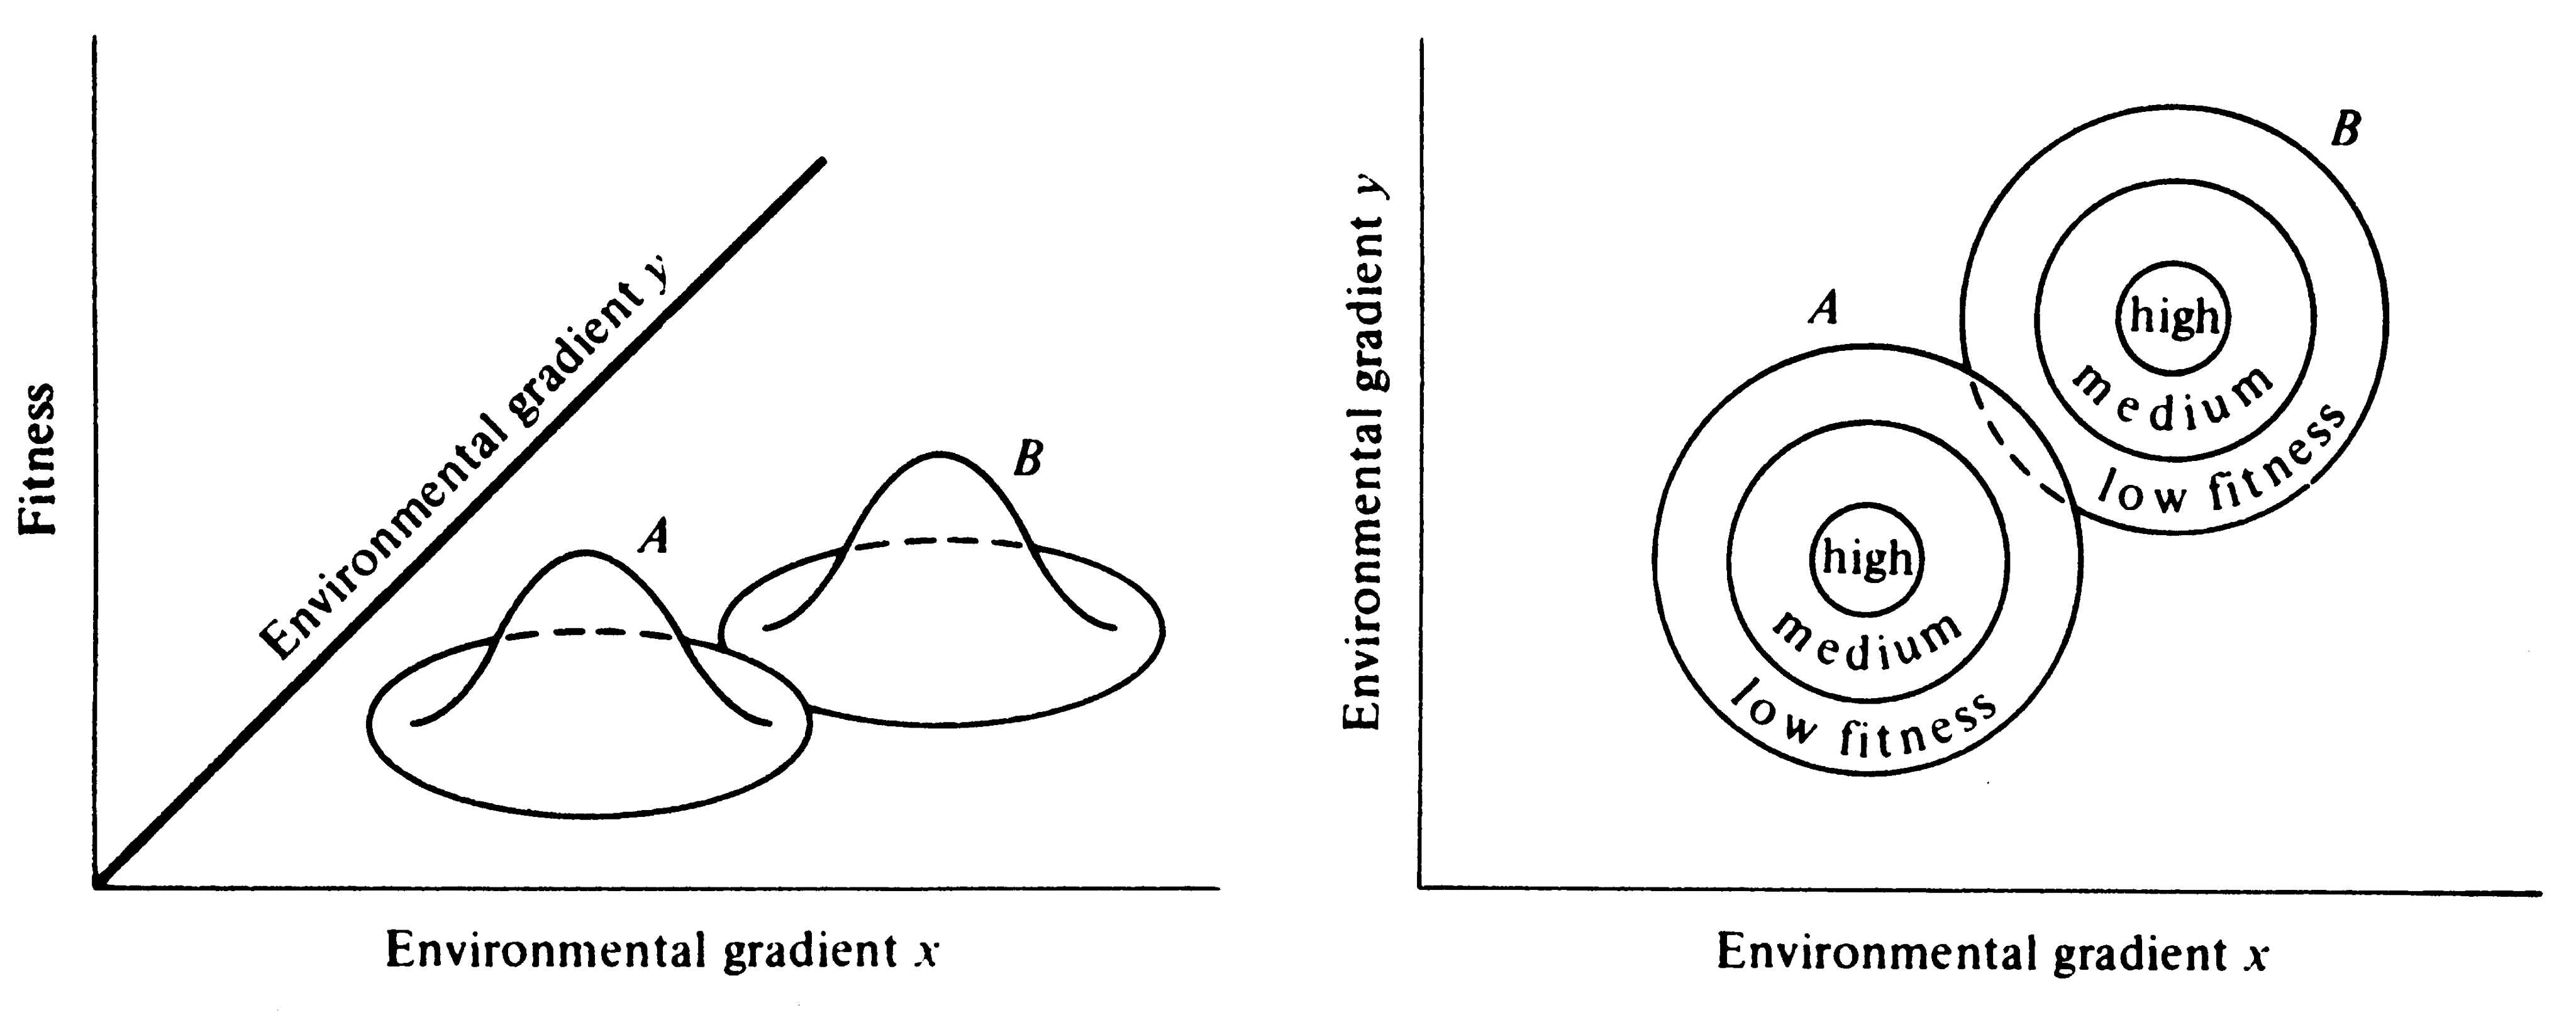 Fitness
Environmental gradient y
A
B
Environmental gradient x
Environmental gradient y
A
B
high
medium
low fitness
high
medium
low fitness
Environmental gradient x